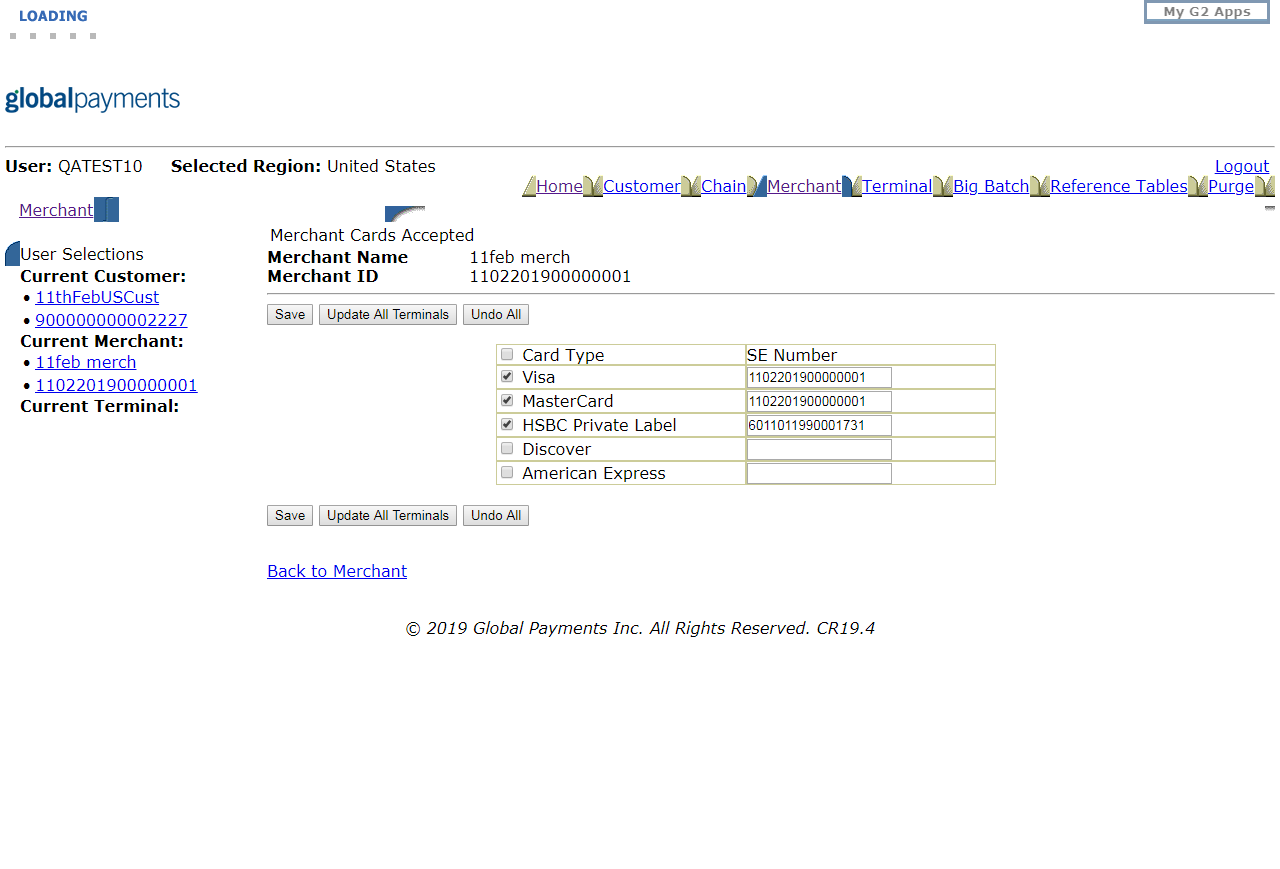 LOADING
My G2 Apps
globalpayments
User: QATEST10 Selected Region: United States
Logout
Home Customer Chain Merchant Terminal Big Batch Reference Tables Purge
Merchant
Merchant Cards Accepted
User Selections
Current Customer:
• 11thFebUSCust
• 900000000002227
Current Merchant:
• 11feb merch
• 1102201900000001
Current Terminal:
Merchant Name 11feb merch
Merchant ID 1102201900000001
Save Update All Terminals Undo All
Card Type SE Number
Visa 1102201900000001
MasterCard 1102201900000001
HSBC Private Label 6011011990001731
Discover
American Express
Save Update All Terminals Undo All
Back to Merchant
© 2019 Global Payments Inc. All Rights Reserved. CR19.4